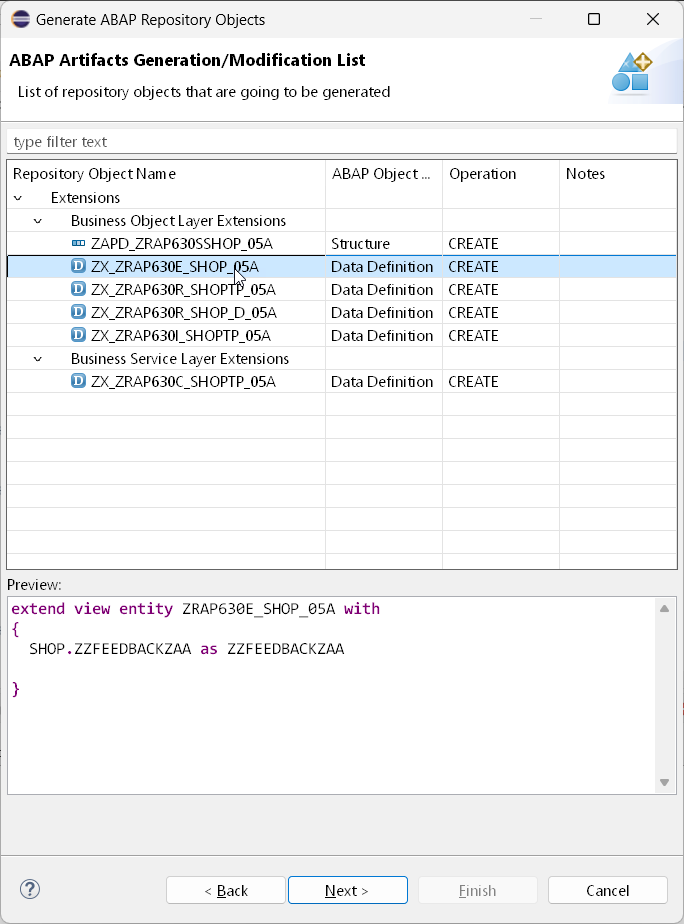 Generate ABAP Repository Objects
ABAP Artifacts Generation/Modification List
List of repository objects that are going to be generated
type filter text
Repository Object Name ABAP Object ... Operation Notes
Extensions
Business Object Layer Extensions
ZAPD_ZRAP630SSHOP_05A Structure CREATE
ZX_ZRAP630E_SHOP_05A Data Definition CREATE
ZX_ZRAP630R_SHOPTP_05A Data Definition CREATE
ZX_ZRAP630R_SHOP_D_05A Data Definition CREATE
ZX_ZRAP630I_SHOPTP_05A Data Definition CREATE
Business Service Layer Extensions
ZX_ZRAP630C_SHOPTP_05A Data Definition CREATE
Preview:
extend view entity ZRAP630E_SHOP_05A with
{
SHOP.ZZFEEDBACKZAA as ZZFEEDBACKZAA
}
? < Back Next > Finish Cancel